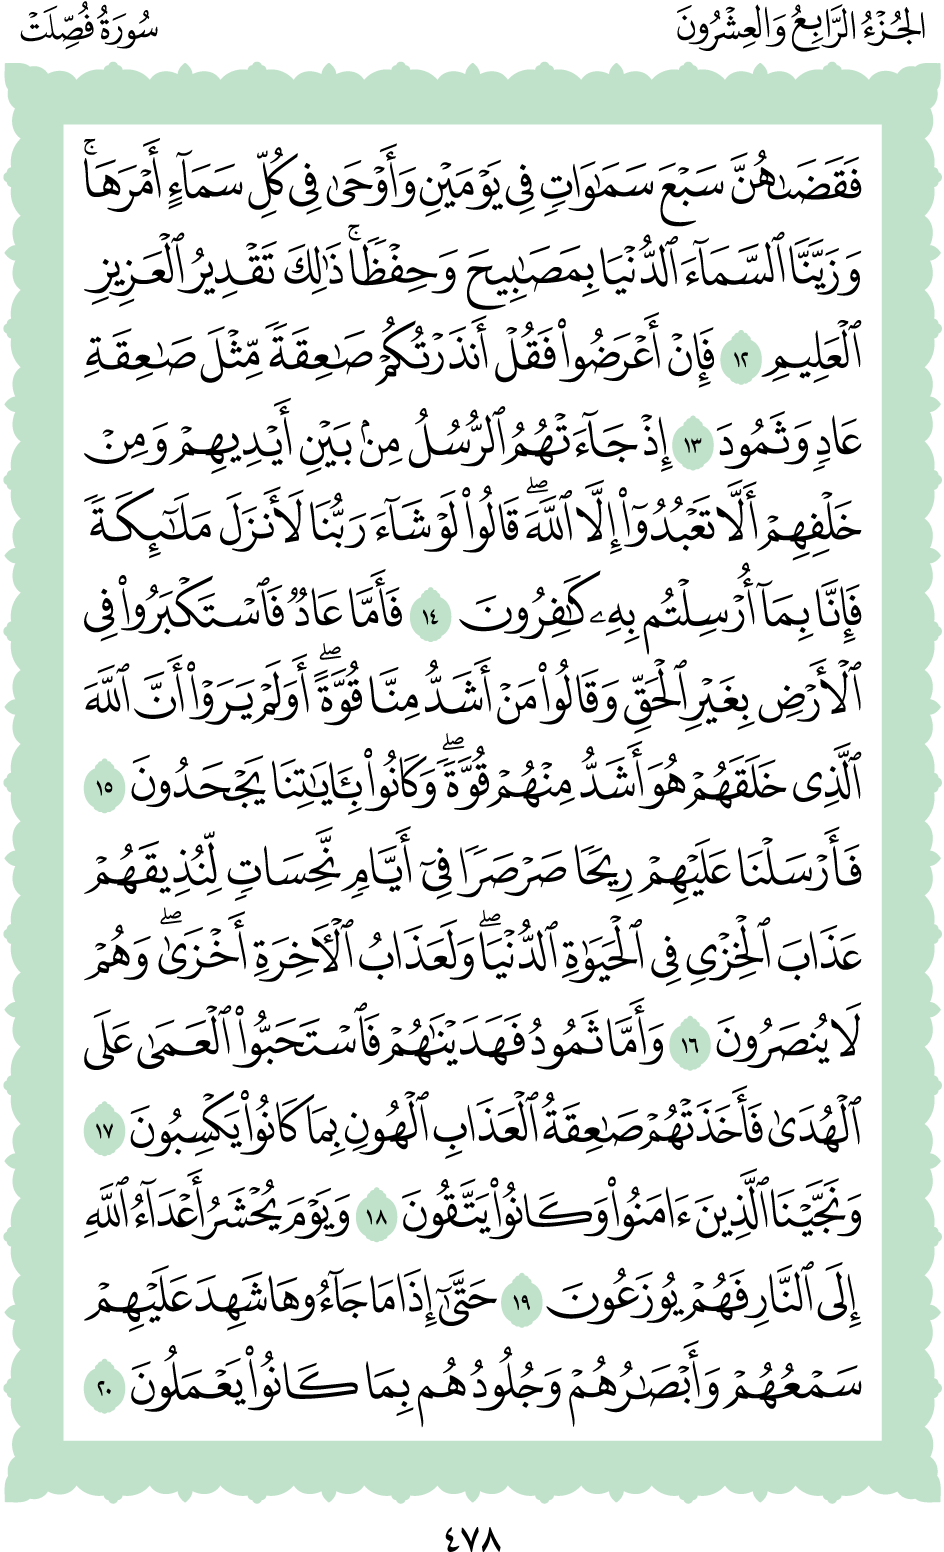 الجُزْءُ الرَّابِعُ وَالعِشْرُونَ
سُورَةُ فُصِّلَتْ
فَقَضَىٰهُنَّ سَبْعَ سَمَٰوَاتٖ فِي يَوْمَيْنِ وَأَوْحَىٰ فِي كُلِّ سَمَآءٍ أَمْرَهَاۚ
وَزَيَّنَّا ٱلسَّمَآءَ ٱلدُّنْيَا بِمَصَٰبِيحَ وَحِفْظٗاۚ ذَٰلِكَ تَقْدِيرُ ٱلْعَزِيزِ
ٱلْعَلِيمِ ١٢ فَإِنْ أَعْرَضُواْ فَقُلْ أَنذَرْتُكُمْ صَٰعِقَةٗ مِّثْلَ صَٰعِقَةِ
عَادٖ وَثَمُودَ ١٣ إِذْ جَآءَتْهُمُ ٱلرُّسُلُ مِنۢ بَيْنِ أَيْدِيهِمْ وَمِنْ
خَلْفِهِمْ أَلَّا تَعْبُدُوٓاْ إِلَّا ٱللَّهَۖ قَالُواْ لَوْ شَآءَ رَبُّنَا لَأَنزَلَ مَلَٰٓئِكَةٗ
فَإِنَّا بِمَآ أُرْسِلْتُم بِهِۦ كَٰفِرُونَ ١٤ فَأَمَّا عَادٞ فَٱسْتَكْبَرُواْ فِي
ٱلْأَرْضِ بِغَيْرِ ٱلْحَقِّ وَقَالُواْ مَنْ أَشَدُّ مِنَّا قُوَّةًۖ أَوَلَمْ يَرَوْاْ أَنَّ ٱللَّهَ
ٱلَّذِي خَلَقَهُمْ هُوَ أَشَدُّ مِنْهُمْ قُوَّةٗۖ وَكَانُواْ بِـَٔايَٰتِنَا يَجْحَدُونَ ١٥
فَأَرْسَلْنَا عَلَيْهِمْ رِيحٗا صَرْصَرٗا فِيٓ أَيَّامٖ نَّحِسَاتٖ لِّنُذِيقَهُمْ
عَذَابَ ٱلْخِزْيِ فِي ٱلْحَيَوٰةِ ٱلدُّنْيَاۖ وَلَعَذَابُ ٱلْأٓخِرَةِ أَخْزَىٰۖ وَهُمْ
لَا يُنصَرُونَ ١٦ وَأَمَّا ثَمُودُ فَهَدَيْنَٰهُمْ فَٱسْتَحَبُّواْ ٱلْعَمَىٰ عَلَى
ٱلْهُدَىٰ فَأَخَذَتْهُمْ صَٰعِقَةُ ٱلْعَذَابِ ٱلْهُونِ بِمَا كَانُواْ يَكْسِبُونَ ١٧
وَنَجَّيْنَا ٱلَّذِينَ ءَامَنُواْ وَكَانُواْ يَتَّقُونَ ١٨ وَيَوْمَ يُحْشَرُ أَعْدَآءُ ٱللَّهِ
إِلَى ٱلنَّارِ فَهُمْ يُوزَعُونَ ١٩ حَتَّىٰٓ إِذَا مَا جَآءُوهَا شَهِدَ عَلَيْهِمْ
سَمْعُهُمْ وَأَبْصَٰرُهُمْ وَجُلُودُهُم بِمَا كَانُواْ يَعْمَلُونَ ٢٠
٤٧٨